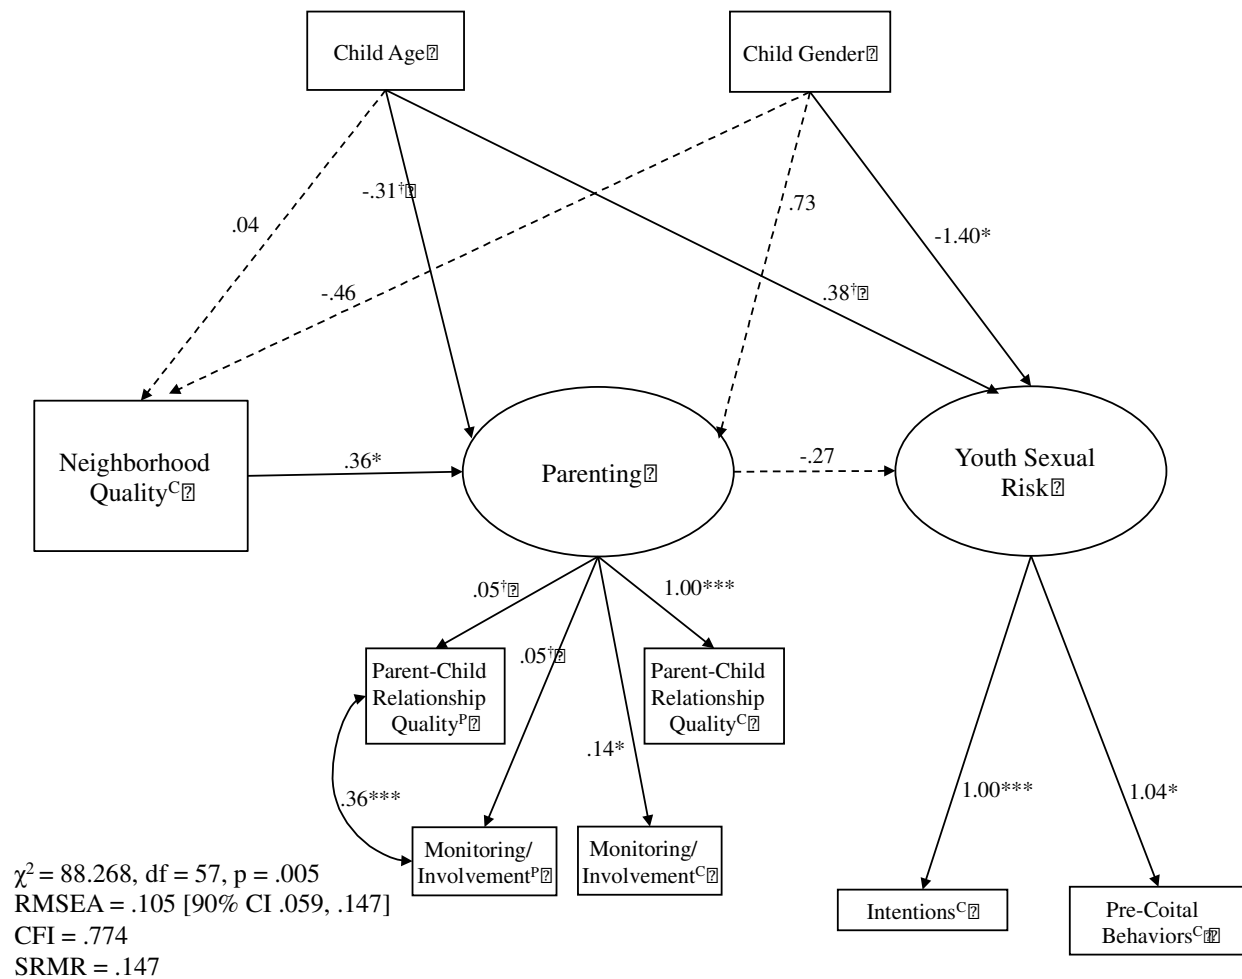 Child Age
Child Gender
-.31†
.73
.04
-1.40*
-.46
.38†
Neighborhood
Quality^C
.36*
Parenting
-.27
Youth Sexual
Risk
.05†
1.00***
.05†
Parent-Child
Relationship
Quality^P
Parent-Child
Relationship
Quality^C
.14*
.36***
1.00***
1.04*
Monitoring/
Involvement^P
Monitoring/
Involvement^C
Intentions^C
Pre-Coital
Behaviors^C
χ² = 88.268, df = 57, p = .005
RMSEA = .105 [90% CI .059, .147]
CFI = .774
SRMR = .147